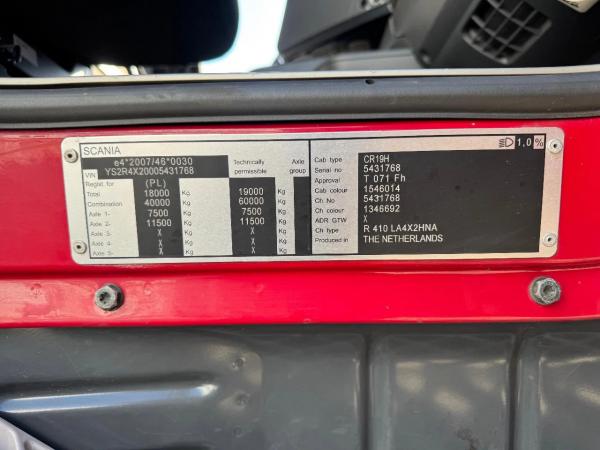 SCANIA
1,0 %
e4*2007/46*0030
VIN YS2R4X20005431768
Technically permissible Axle group
Regist. for (PL)
Total 18000 Kg 19000 Kg
Combination 40000 Kg 60000 Kg
Axle 1- 7500 Kg 7500 Kg
Axle 2- 11500 Kg 11500 Kg
Axle 3- X Kg X Kg
Axle 4- X Kg X Kg
Axle 5- X Kg X Kg
Cab type CR19H
Serial no 5431768
Approval T 071 Fh
Cab colour 1546014
Ch. No 5431768
Ch colour 1346692
ADR GTW X
Ch type R 410 LA4X2HNA
Produced in THE NETHERLANDS